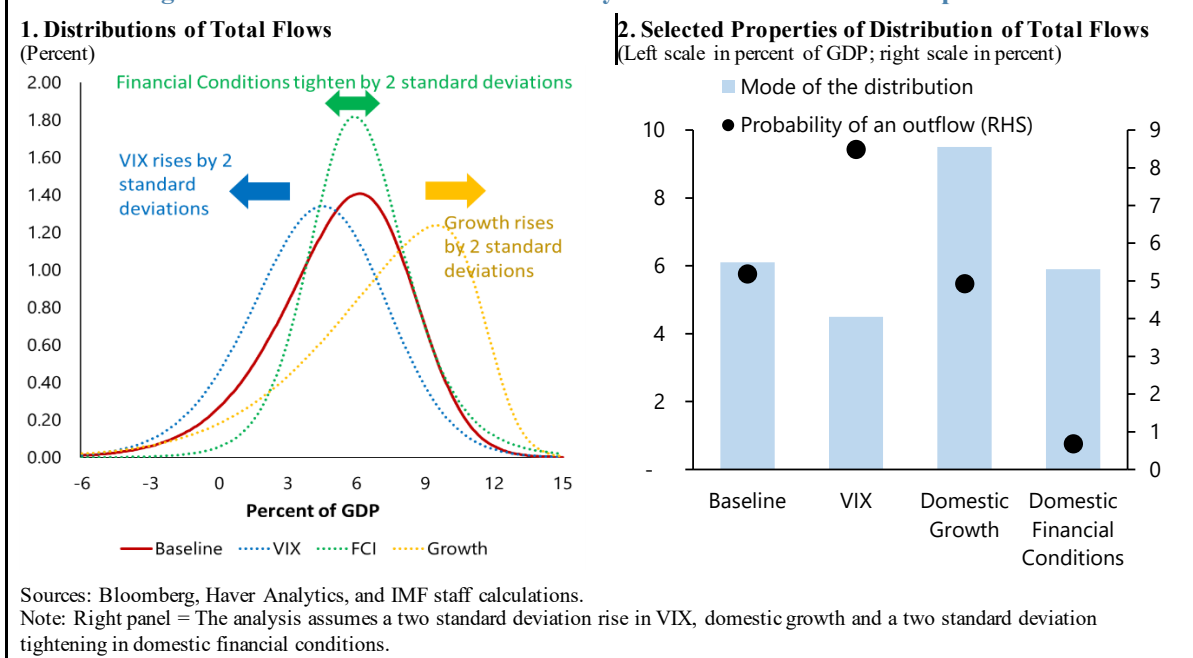 1. Distributions of Total Flows
(Percent)
Financial Conditions tighten by 2 standard deviations
VIX rises by 2
standard
deviations
Growth rises
by 2 standard
deviations
2.00
1.80
1.60
1.40
1.20
1.00
0.80
0.60
0.40
0.20
0.00
-6 -3 0 3 6 9 12 15
Percent of GDP
Baseline VIX FCI Growth
2. Selected Properties of Distribution of Total Flows
(Left scale in percent of GDP; right scale in percent)
Mode of the distribution
Probability of an outflow (RHS)
10
8
6
4
2
-
9
8
7
6
5
4
3
2
1
0
Baseline VIX Domestic Domestic
Growth Financial
Conditions
Sources: Bloomberg, Haver Analytics, and IMF staff calculations.
Note: Right panel = The analysis assumes a two standard deviation rise in VIX, domestic growth and a two standard deviation
tightening in domestic financial conditions.